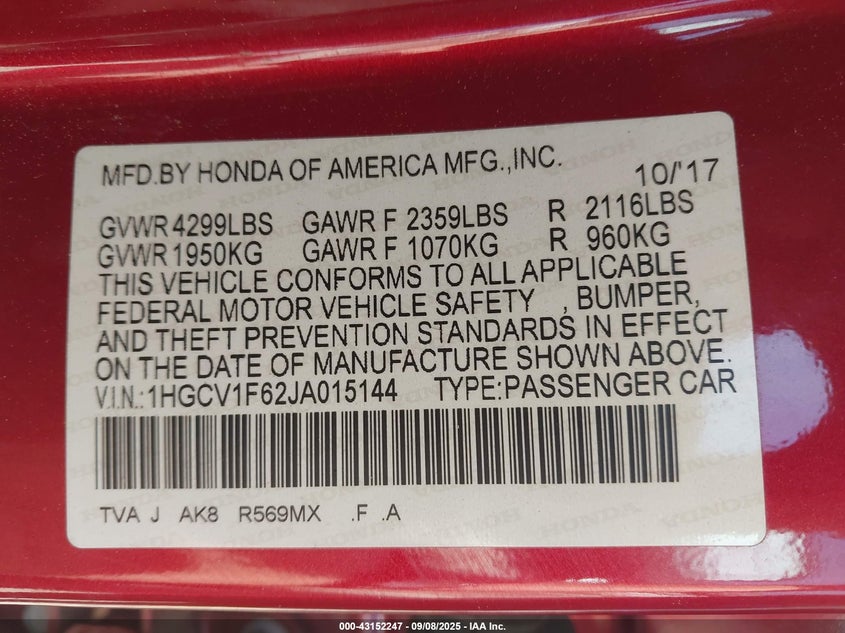 MFD.BY HONDA OF AMERICA MFG.,INC. 10/'17
GVWR 4299LBS GAWR F 2359LBS R 2116LBS
GVWR 1950KG GAWR F 1070KG R 960KG
THIS VEHICLE CONFORMS TO ALL APPLICABLE
FEDERAL MOTOR VEHICLE SAFETY , BUMPER,
AND THEFT PREVENTION STANDARDS IN EFFECT
ON THE DATE OF MANUFACTURE SHOWN ABOVE.
V.I.N.:1HGCV1F62JA015144 TYPE:PASSENGER CAR
TVA J AK8 R569MX .F .A
000-43152247 - 09/08/2025 - IAA Inc.